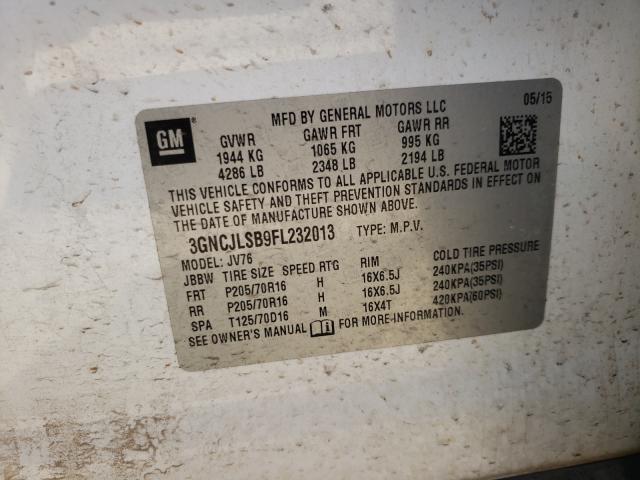 MFD BY GENERAL MOTORS LLC 05/15
GM
GVWR GAWR FRT GAWR RR
1944 KG 1065 KG 995 KG
4286 LB 2348 LB 2194 LB
THIS VEHICLE CONFORMS TO ALL APPLICABLE U.S. FEDERAL MOTOR
VEHICLE SAFETY AND THEFT PREVENTION STANDARDS IN EFFECT ON
THE DATE OF MANUFACTURE SHOWN ABOVE.
3GNCJLSB9FL232013 TYPE: M.P.V.
MODEL: JV76
JBBW TIRE SIZE SPEED RTG RIM COLD TIRE PRESSURE
FRT P205/70R16 H 16X6.5J 240KPA(35PSI)
RR P205/70R16 H 16X6.5J 240KPA(35PSI)
SPA T125/70D16 M 16X4T 420KPA(60PSI)
SEE OWNER'S MANUAL FOR MORE INFORMATION.